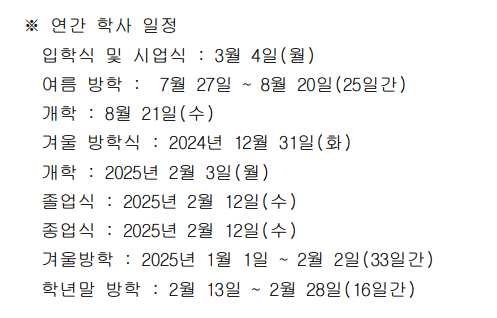 ※ 연간 학사 일정
입학식 및 시업식 : 3월 4일(월)
여름 방학 : 7월 27일 ~ 8월 20일(25일간)
개학 : 8월 21일(수)
겨울 방학식 : 2024년 12월 31일(화)
개학 : 2025년 2월 3일(월)
졸업식 : 2025년 2월 12일(수)
종업식 : 2025년 2월 12일(수)
겨울방학 : 2025년 1월 1일 ~ 2월 2일(33일간)
학년말 방학 : 2월 13일 ~ 2월 28일(16일간)